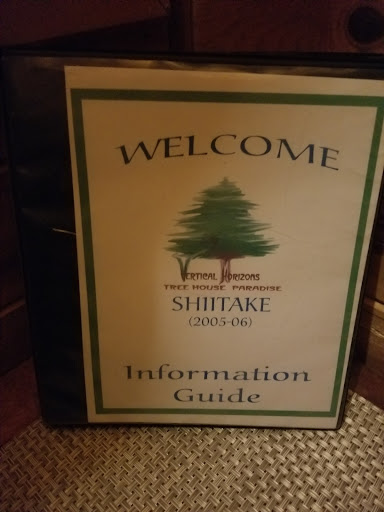 WELCOME
VERTICAL HORIZONS
TREE HOUSE PARADISE
SHIITAKE
(2005-06)
Information
Guide